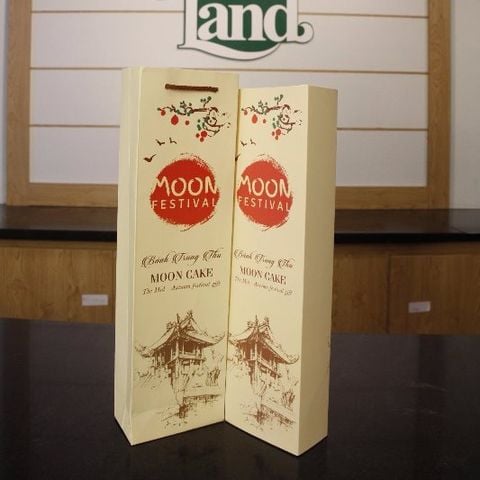 Land
MOON
FESTIVAL
Bánh Trung Thu
MOON CAKE
The Mid - Autumn festival gift
MOON
FESTIVAL
Bánh Trung Thu
MOON CAKE
The Mid - Autumn festival gift